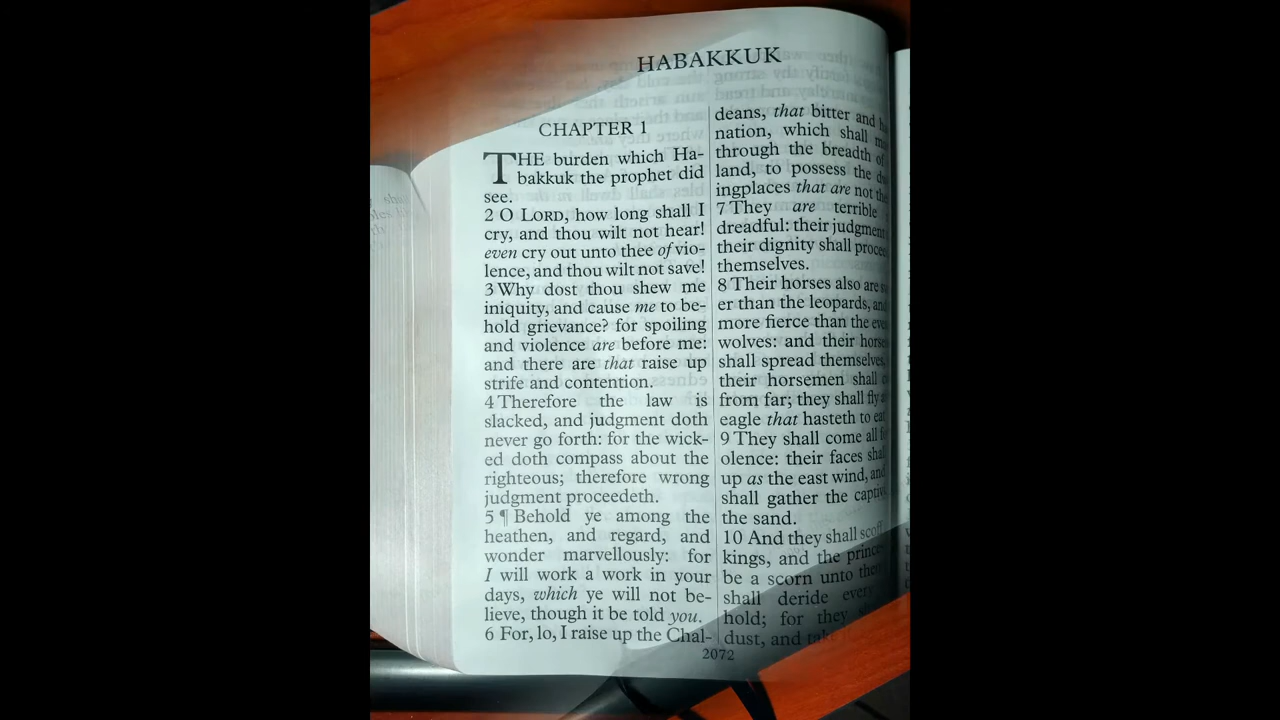 HABAKKUK
CHAPTER 1
THE burden which Ha-
bakkuk the prophet did
see.
2 O LORD, how long shall I
cry, and thou wilt not hear!
even cry out unto thee of vio-
lence, and thou wilt not save!
3 Why dost thou shew me
iniquity, and cause me to be-
hold grievance? for spoiling
and violence are before me:
and there are that raise up
strife and contention.
4 Therefore the law is
slacked, and judgment doth
never go forth: for the wick-
ed doth compass about the
righteous; therefore wrong
judgment proceedeth.
5 ¶ Behold ye among the
heathen, and regard, and
wonder marvellously: for
I will work a work in your
days, which ye will not be-
lieve, though it be told you.
6 For, lo, I raise up the Chal-
deans, that bitter and
nation, which shall
through the breadth of
land, to possess the
ingplaces that are not
7 They are terrible
dreadful: their judgment
their dignity shall
themselves.
8 Their horses also are
er than the leopards, and
more fierce than the
wolves: and their
shall spread themselves,
their horsemen shall
from far; they shall fly
eagle that hasteth to eat
9 They shall come all
olence: their faces
up as the east wind, and
shall gather the
the sand.
10 And they shall scoff
kings, and the
be a scorn unto
shall deride
hold; for they
dust, and
2072